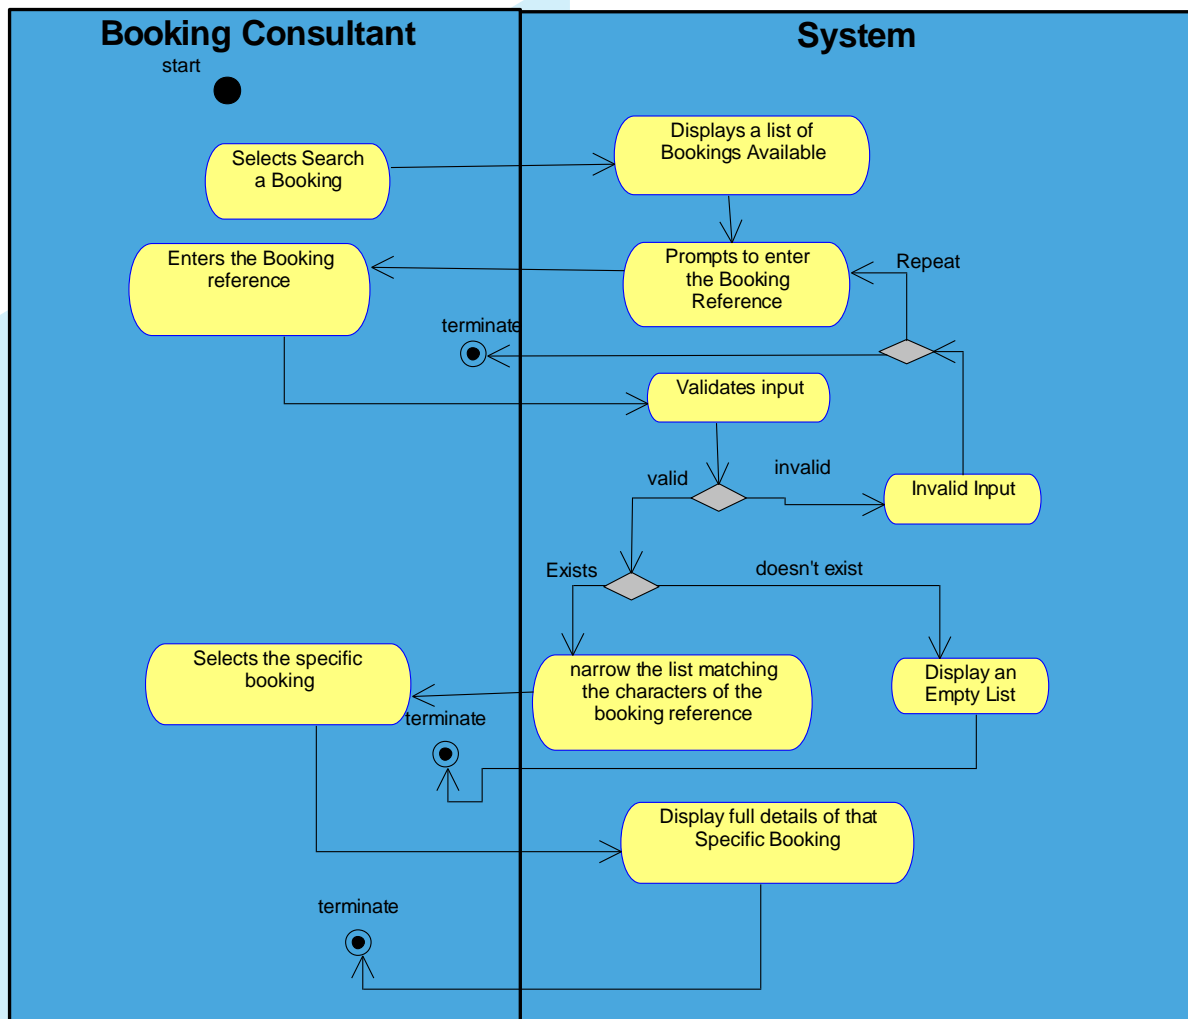 Booking Consultant
System
start
Displays a list of
Bookings Available
Selects Search
a Booking
Enters the Booking
reference
Prompts to enter
the Booking
Reference
Repeat
terminate
Validates input
valid
invalid
Invalid Input
Exists
doesn't exist
Selects the specific
booking
narrow the list matching
the characters of the
booking reference
Display an
Empty List
terminate
Display full details of that
Specific Booking
terminate